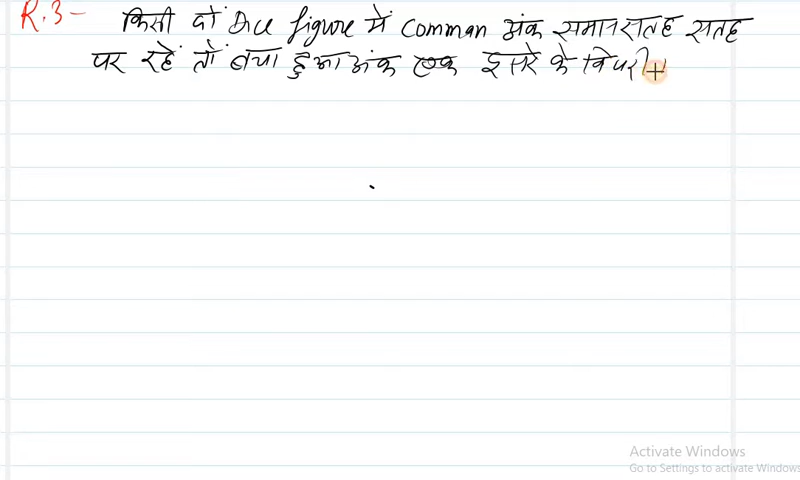 R.3- किसी दो Dice figure में comman अंक समान सतह सतह
पर रहें तो बचा हुआ अंक एक दूसरे के विपरी
Activate Windows
Go to Settings to activate Windows